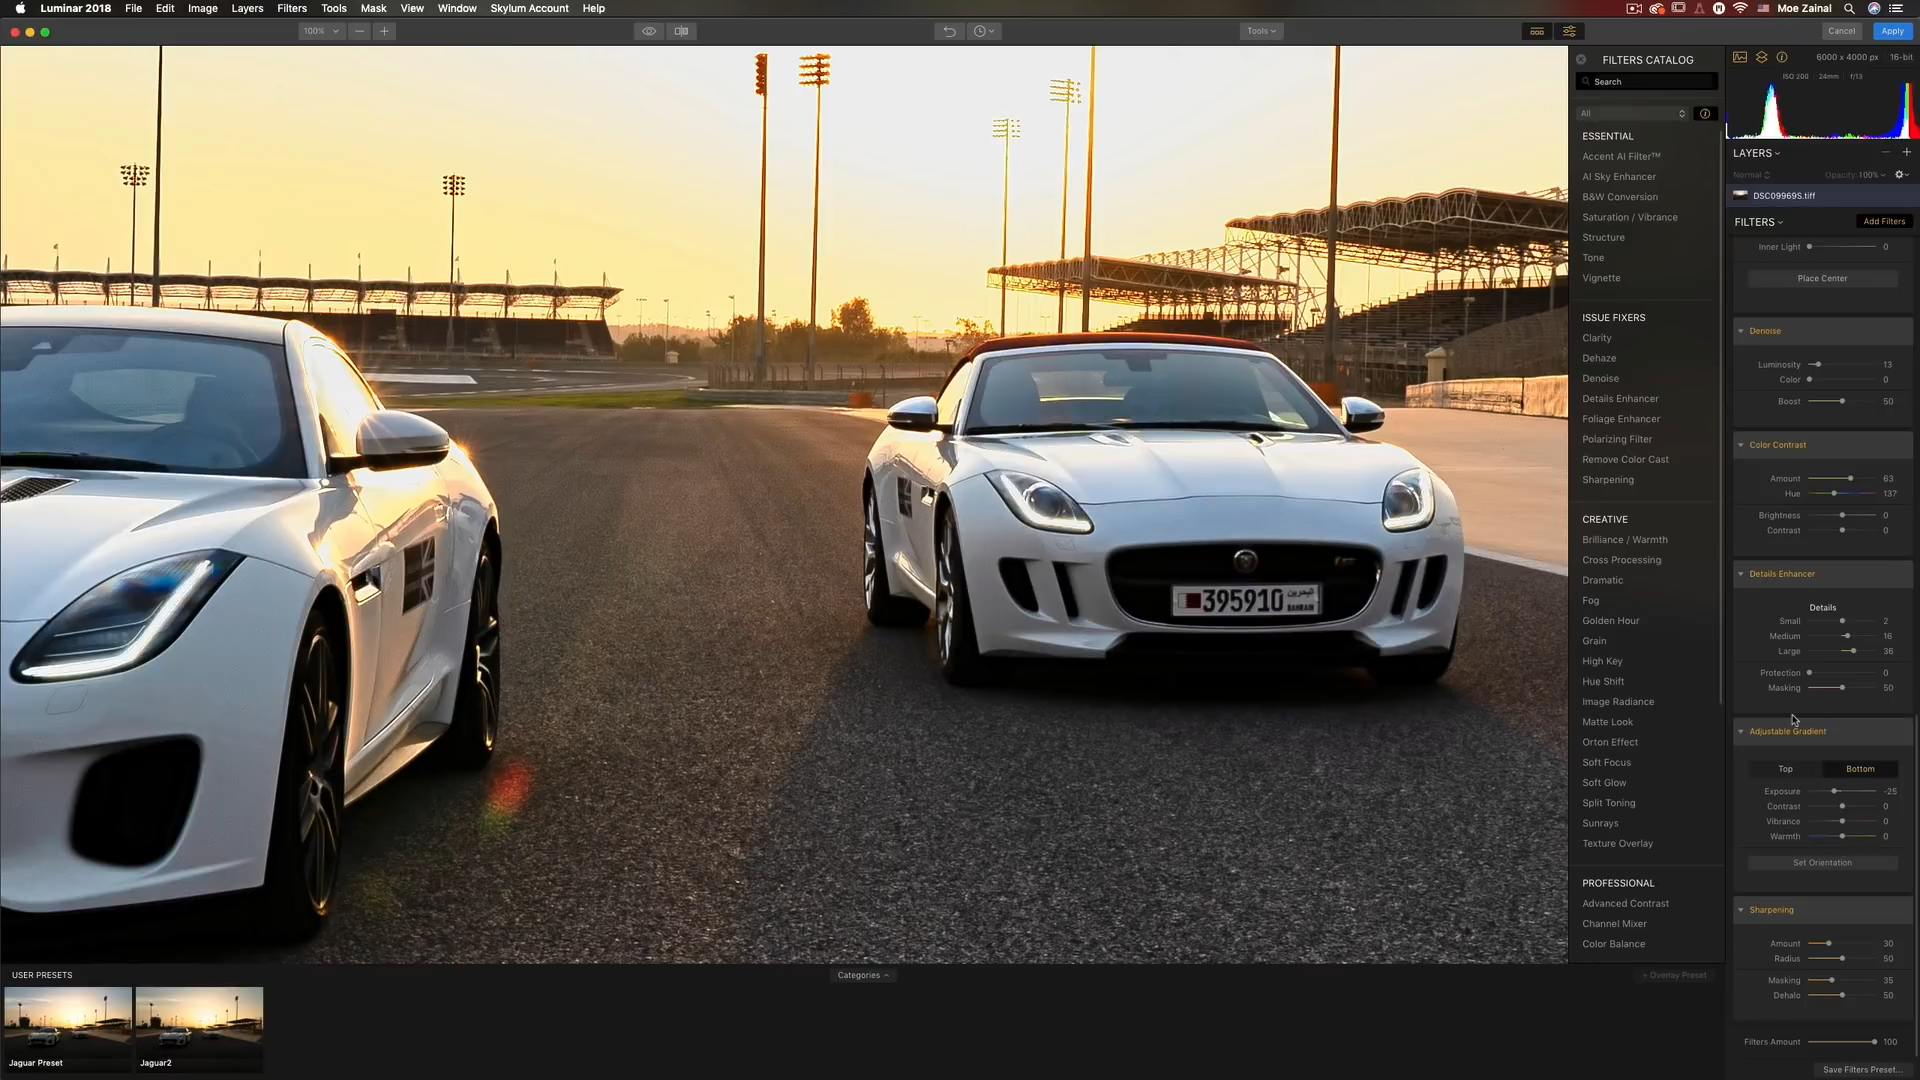 Luminar 2018 File Edit Image Layers Filters Tools Mask View Window Skylum Account Help
Moe Zainal
100%
Tools
Cancel
Apply
FILTERS CATALOG
Search
All
ESSENTIAL
Accent AI Filter™
AI Sky Enhancer
B&W Conversion
Saturation / Vibrance
Structure
Tone
Vignette
ISSUE FIXERS
Clarity
Dehaze
Denoise
Details Enhancer
Foliage Enhancer
Polarizing Filter
Remove Color Cast
Sharpening
CREATIVE
Brilliance / Warmth
Cross Processing
Dramatic
Fog
Golden Hour
Grain
High Key
Hue Shift
Image Radiance
Matte Look
Orton Effect
Soft Focus
Soft Glow
Split Toning
Sunrays
Texture Overlay
PROFESSIONAL
Advanced Contrast
Channel Mixer
Color Balance
6000 x 4000 px 16-bit
ISO 200 24mm f/13
LAYERS
Normal Opacity: 100%
DSC09969S.tiff
FILTERS Add Filters
Inner Light 0
Place Center
Denoise
Luminosity 13
Color 0
Boost 50
Color Contrast
Amount 63
Hue 137
Brightness 0
Contrast 0
Details Enhancer
Details
Small 2
Medium 16
Large 36
Protection 0
Masking 50
Adjustable Gradient
Top Bottom
Exposure -25
Contrast 0
Vibrance 0
Warmth 0
Set Orientation
Sharpening
Amount 30
Radius 50
Masking 35
Dehalo 50
Filters Amount 100
Save Filters Preset...
395910 البحرين
BAHRAIN
USER PRESETS
Categories
+ Overlay Preset
Jaguar Preset
Jaguar2